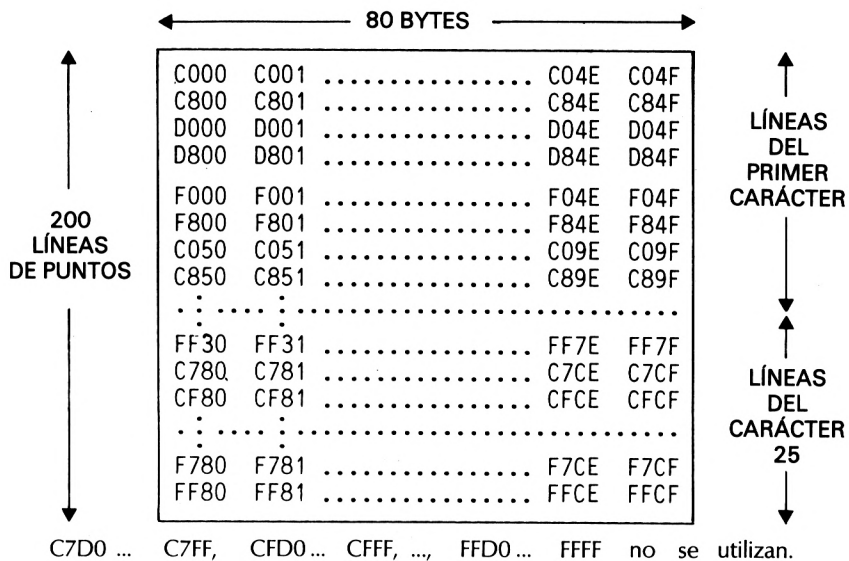 80 BYTES
C000 C001 ........................ C04E C04F
C800 C801 ........................ C84E C84F
D000 D001 ........................ D04E D04F
D800 D801 ........................ D84E D84F
F000 F001 ........................ F04E F04F
F800 F801 ........................ F84E F84F
C050 C051 ........................ C09E C09F
C850 C851 ........................ C89E C89F
FF30 FF31 ........................ FF7E FF7F
C780 C781 ........................ C7CE C7CF
CF80 CF81 ........................ CFCE CFCF
F780 F781 ........................ F7CE F7CF
FF80 FF81 ........................ FFCE FFCF
200
LÍNEAS
DE PUNTOS
LÍNEAS
DEL
PRIMER
CARÁCTER
LÍNEAS
DEL
CARÁCTER
25
C7D0 ... C7FF, CFD0 ... CFFF, ..., FFD0 ... FFFF no se utilizan.